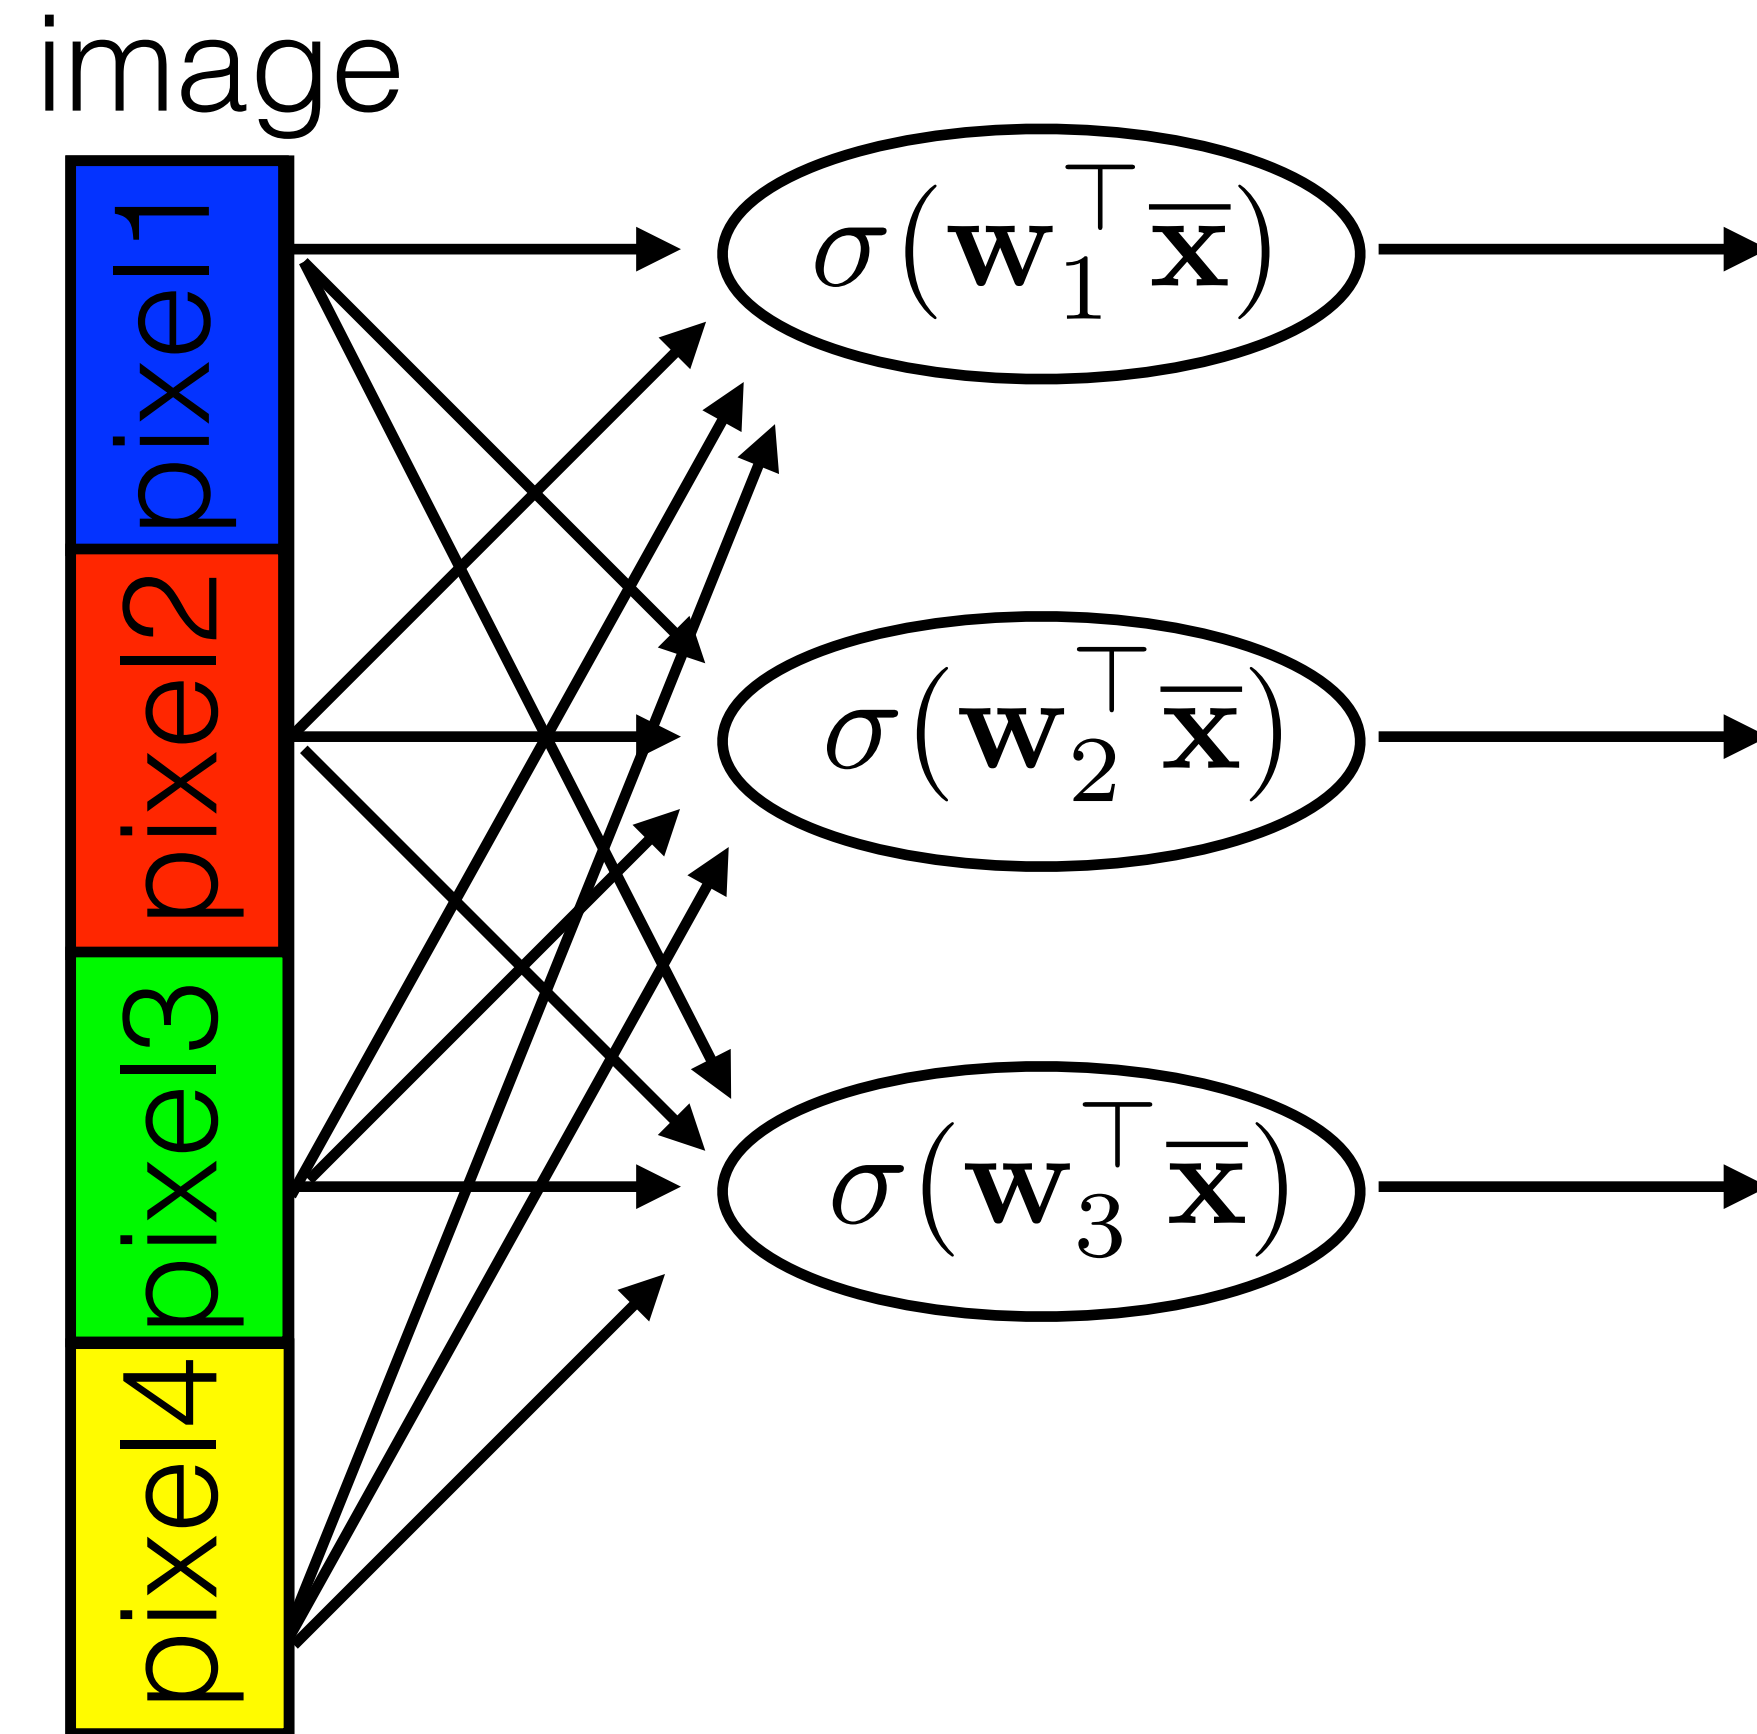 image
pixel1
pixel2
pixel3
pixel4
σ(w₁⊤x̅)
σ(w₂⊤x̅)
σ(w₃⊤x̅)